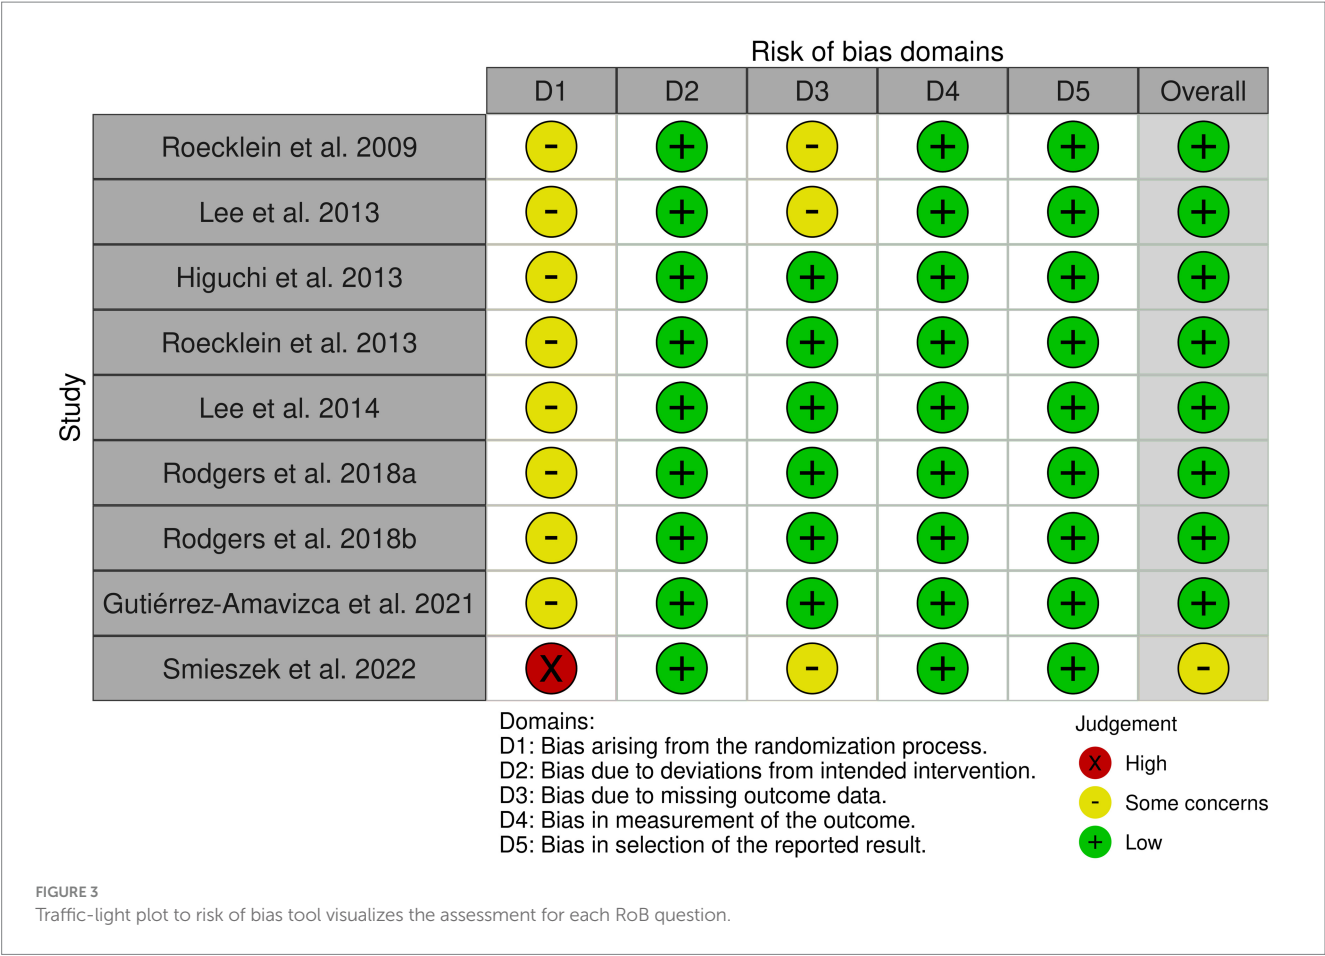 Risk of bias domains
D1 D2 D3 D4 D5 Overall
Study
Roecklein et al. 2009 - + - + + +
Lee et al. 2013 - + - + + +
Higuchi et al. 2013 - + + + + +
Roecklein et al. 2013 - + + + + +
Lee et al. 2014 - + + + + +
Rodgers et al. 2018a - + + + + +
Rodgers et al. 2018b - + + + + +
Gutiérrez-Amavizca et al. 2021 - + + + + +
Smieszek et al. 2022 X + - + + -
Domains:
D1: Bias arising from the randomization process.
D2: Bias due to deviations from intended intervention.
D3: Bias due to missing outcome data.
D4: Bias in measurement of the outcome.
D5: Bias in selection of the reported result.
Judgement
X High
- Some concerns
+ Low
FIGURE 3
Traffic-light plot to risk of bias tool visualizes the assessment for each RoB question.